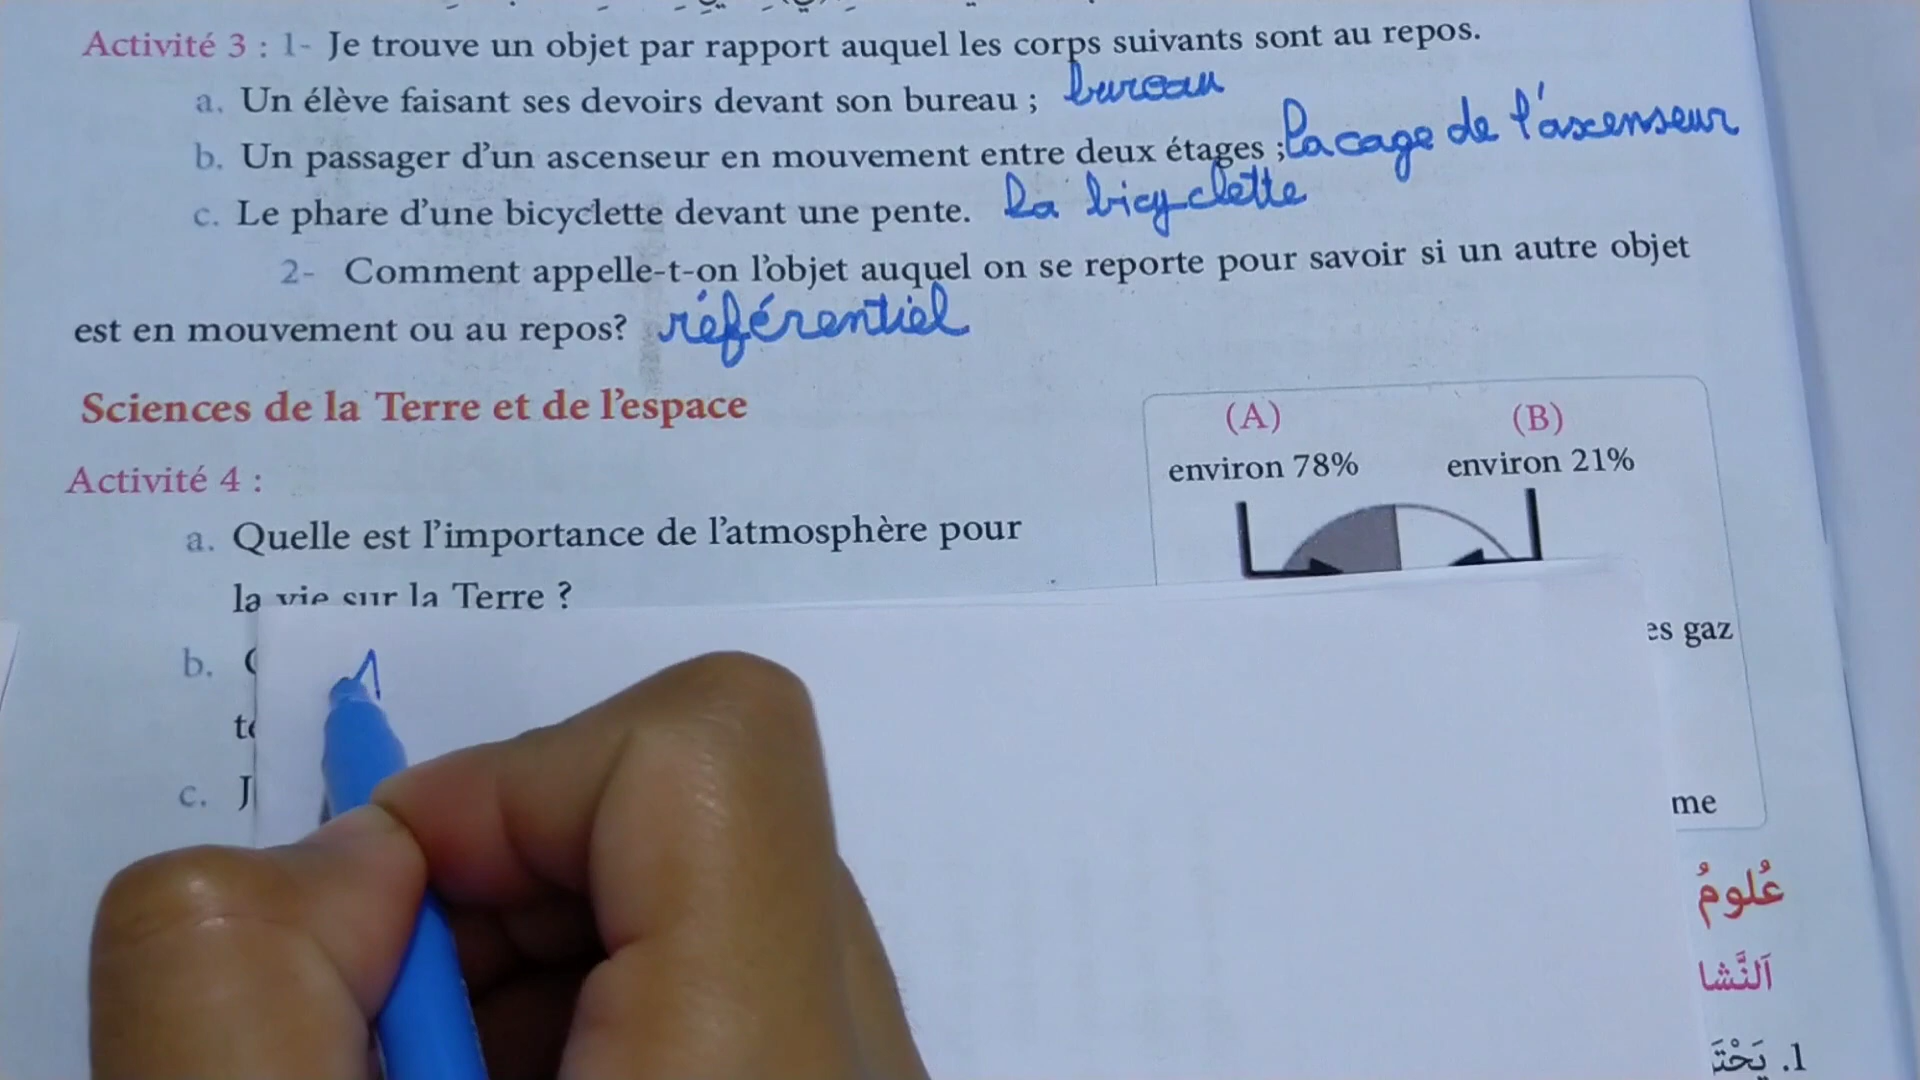 Activité 3 : 1- Je trouve un objet par rapport auquel les corps suivants sont au repos.
a. Un élève faisant ses devoirs devant son bureau ; bureau
b. Un passager d'un ascenseur en mouvement entre deux étages ; la cage de l'ascenseur
c. Le phare d'une bicyclette devant une pente. la bicyclette
2- Comment appelle-t-on l'objet auquel on se reporte pour savoir si un autre objet
est en mouvement ou au repos? référentiel
Sciences de la Terre et de l'espace
Activité 4 :
a. Quelle est l'importance de l'atmosphère pour
la vie sur la Terre ?
b.
c. J
(A) (B)
environ 78% environ 21%
es gaz
me
عُلومُ
اَلنَّشا
1. يَحْتَ